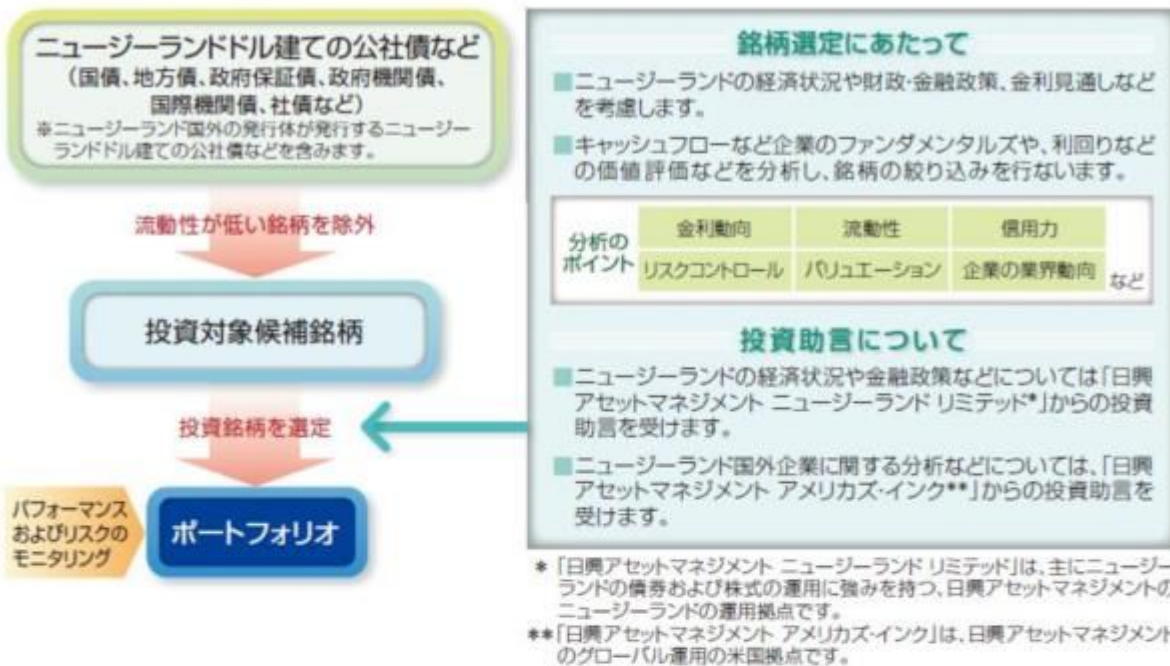 ニュージーランドドル建ての公社債など
(国債、地方債、政府保証債、政府機関債、
国際機関債、社債など)
※ニュージーランド国外の発行体が発行するニュージー
ランドドル建ての公社債などを含みます。
流動性が低い銘柄を除外
投資対象候補銘柄
投資銘柄を選定
パフォーマンス
およびリスクの
モニタリング
ポートフォリオ
銘柄選定にあたって
■ニュージーランドの経済状況や財政・金融政策、金利見通しなど
を考慮します。
■キャッシュフローなど企業のファンダメンタルズや、利回りなど
の価値評価などを分析し、銘柄の絞り込みを行ないます。
分析の
ポイント
金利動向 流動性 信用力
リスクコントロール バリュエーション 企業の業界動向 など
投資助言について
■ニュージーランドの経済状況や金融政策などについては「日興
アセットマネジメント ニュージーランド リミテッド*」からの投資
助言を受けます。
■ニュージーランド国外企業に関する分析などについては、「日興
アセットマネジメント アメリカズ・インク**」からの投資助言を
受けます。
* 「日興アセットマネジメント ニュージーランド リミテッド」は、主にニュージー
ランドの債券および株式の運用に強みを持つ、日興アセットマネジメントの
ニュージーランドの運用拠点です。
**「日興アセットマネジメント アメリカズ・インク」は、日興アセットマネジメント
のグローバル運用の米国拠点です。